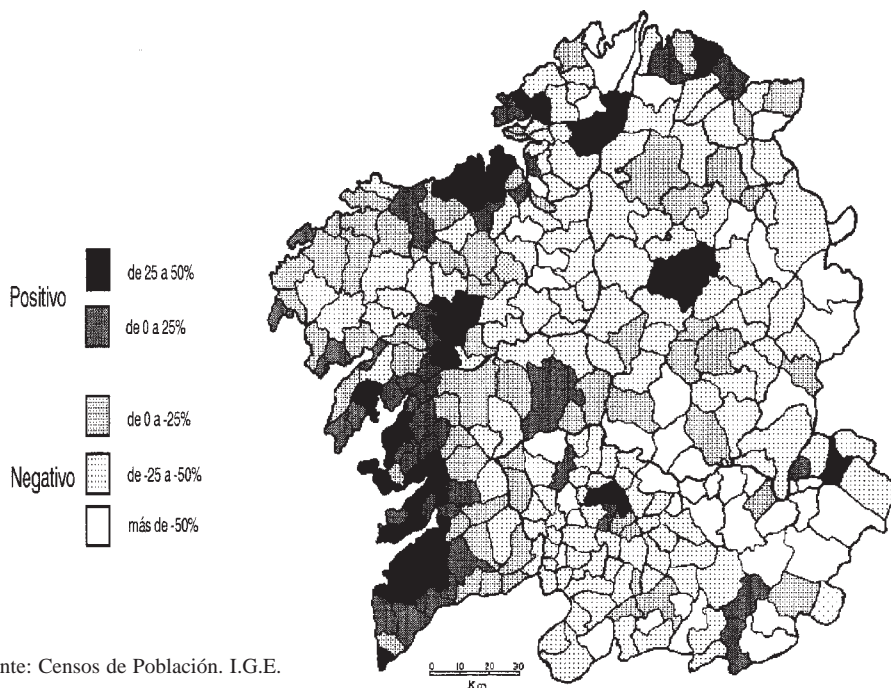 Positivo
de 25 a 50%
de 0 a 25%
Negativo
de 0 a -25%
de -25 a -50%
más de -50%
nte: Censos de Población. I.G.E.
0 10 20 30
Km